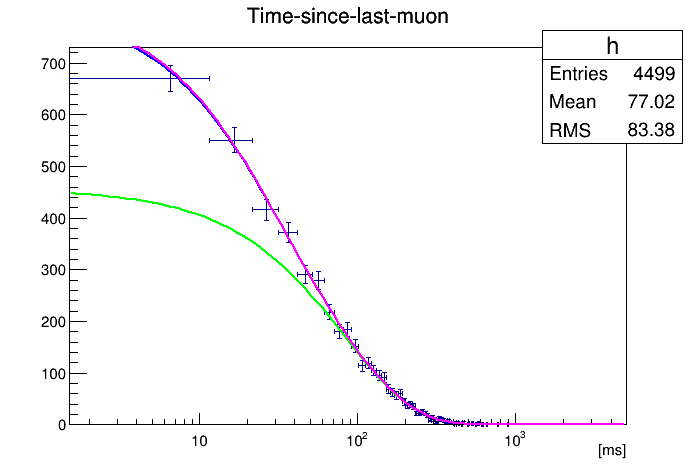 Time-since-last-muon
h
Entries 4499
Mean 77.02
RMS 83.38
700
600
500
400
300
200
100
0
10 10² 10³
[ms]